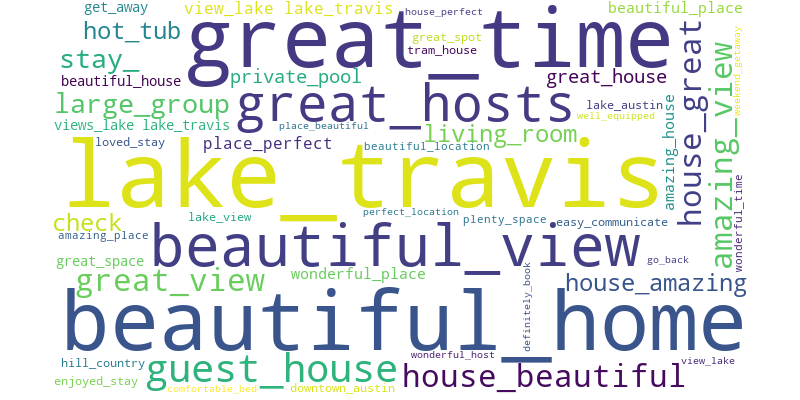 get_away
view_lake lake_travis
house_perfect
beautiful_place
hot_tub
great_time
great_spot
tram_house
stay_
beautiful_house
private_pool
great_house
house_great
amazing_view
weekend_getaway
large_group
great_hosts
lake_austin
well_equipped
amazing_house
views_lake lake_travis
place_beautiful
living_room
loved_stay
place_perfect
beautiful_location
lake_travis
wonderful_time
check_
lake_view
perfect_location
plenty_space
easy_communicate
amazing_place
beautiful_view
go_back
great_space
great_view
wonderful_place
definitely_book
house_amazing
beautiful_home
hill_country
guest_house
wonderful_host
house_beautiful
view_lake
enjoyed_stay
comfortable_bed
downtown_austin